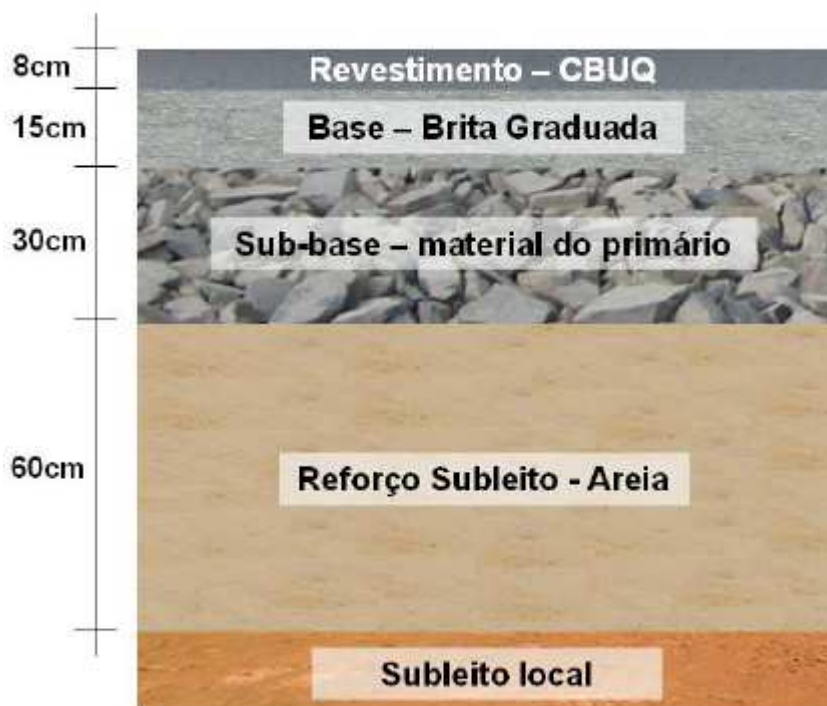 8cm
Revestimento – CBUQ
15cm
Base – Brita Graduada
30cm
Sub-base – material do primário
60cm
Reforço Subleito - Areia
Subleito local